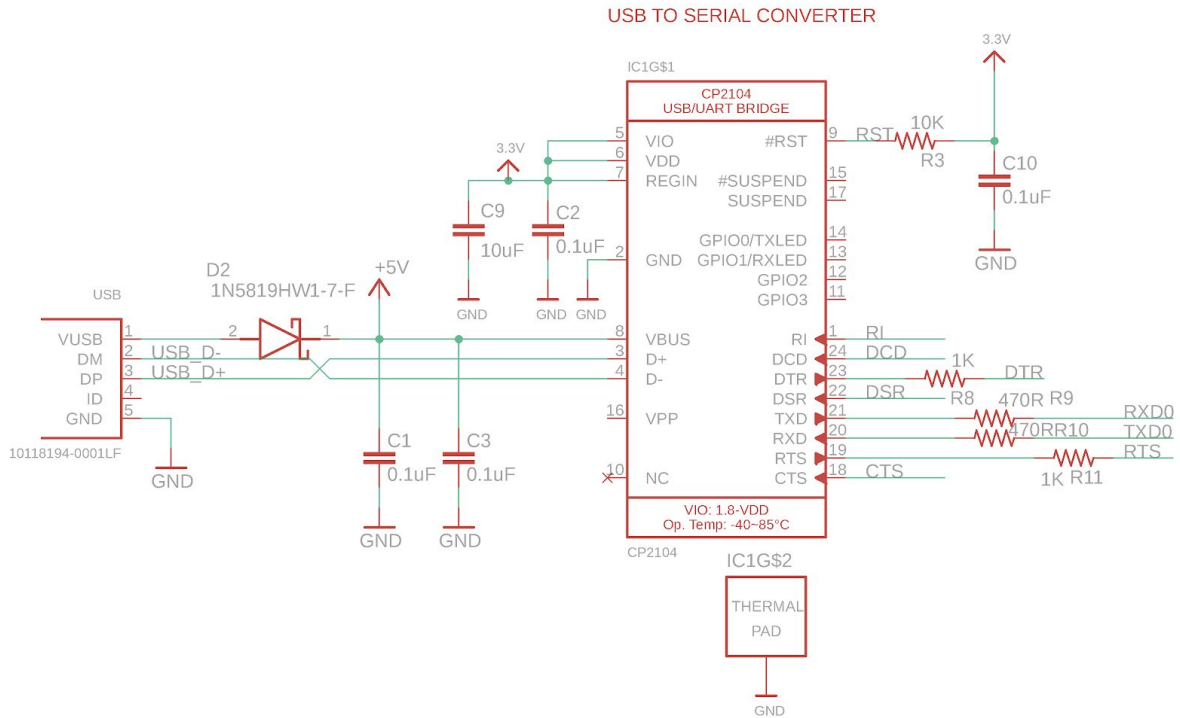 USB TO SERIAL CONVERTER
3.3V
IC1G$1
CP2104
USB/UART BRIDGE
5 VIO #RST 9 RST 10K
R3
3.3V
6 VDD
7 REGIN #SUSPEND 15
C10
0.1uF
GND
SUSPEND 17
C9
10uF
GND
C2
0.1uF
GND
GPIO0/TXLED 14
2 GND GPIO1/RXLED 13
GND
GPIO2 12
GPIO3 11
D2
1N5819HW1-7-F
2 1
+5V
USB
VUSB 1
DM 2 USB_D-
DP 3 USB_D+
ID 4
GND 5
10118194-0001LF
GND
8 VBUS RI 1 RI
3 D+ DCD 24 DCD
4 D- DTR 23 1K DTR
R8
DSR 22 DSR
470R R9
16 VPP TXD 21 RXD0
470R R10
RXD 20 TXD0
RTS 19 RTS
1K R11
10 NC CTS 18 CTS
C1
0.1uF
GND
C3
0.1uF
GND
VIO: 1.8-VDD
Op. Temp: -40~85°C
CP2104
IC1G$2
THERMAL
PAD
GND